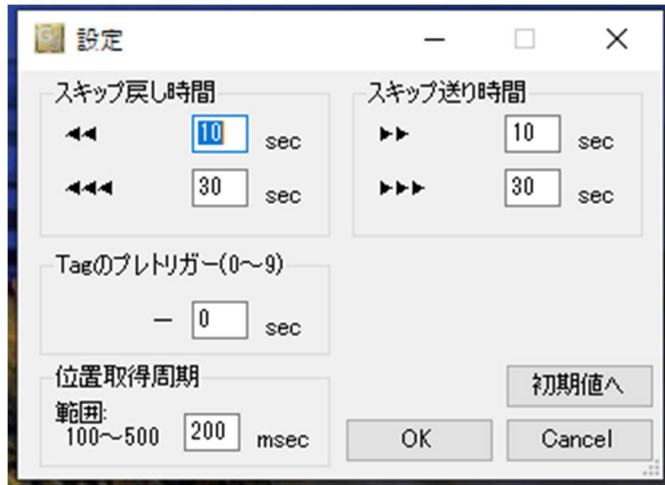 設定
スキップ戻し時間
◄◄ 10 sec
◄◄◄ 30 sec
スキップ送り時間
►► 10 sec
►►► 30 sec
Tagのプレトリガー(0～9)
－ 0 sec
位置取得周期
範囲:
100～500 200 msec
初期値へ
OK Cancel